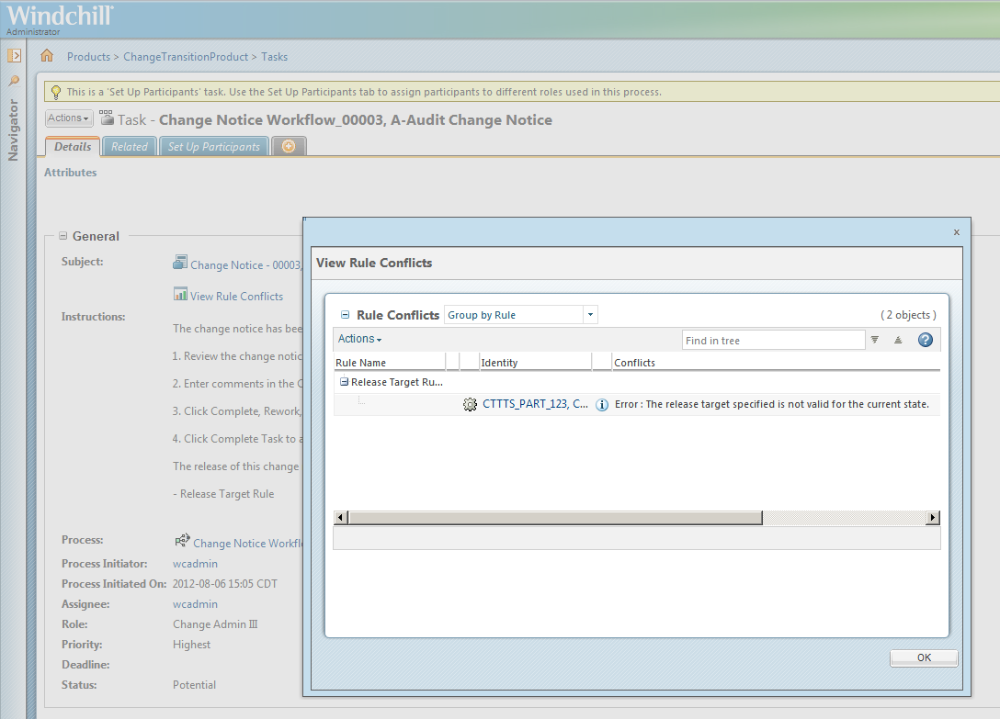 Windchill
Administrator
Products > ChangeTransitionProduct > Tasks
Navigator
This is a 'Set Up Participants' task. Use the Set Up Participants tab to assign participants to different roles used in this process.
Actions Task - Change Notice Workflow_00003, A-Audit Change Notice
Details Related Set Up Participants
Attributes
General
Subject: Change Notice - 00003,
View Rule Conflicts
Instructions:
The change notice has bee
1. Review the change notic
2. Enter comments in the C
3. Click Complete, Rework,
4. Click Complete Task to a
The release of this change
- Release Target Rule
Process: Change Notice Workfl
Process Initiator: wcadmin
Process Initiated On: 2012-08-06 15:05 CDT
Assignee: wcadmin
Role: Change Admin III
Priority: Highest
Deadline:
Status: Potential
x
View Rule Conflicts
Rule Conflicts Group by Rule ( 2 objects )
Actions Find in tree ?
Rule Name Identity Conflicts
Release Target Ru...
CTTTS_PART_123, C... Error : The release target specified is not valid for the current state.
OK